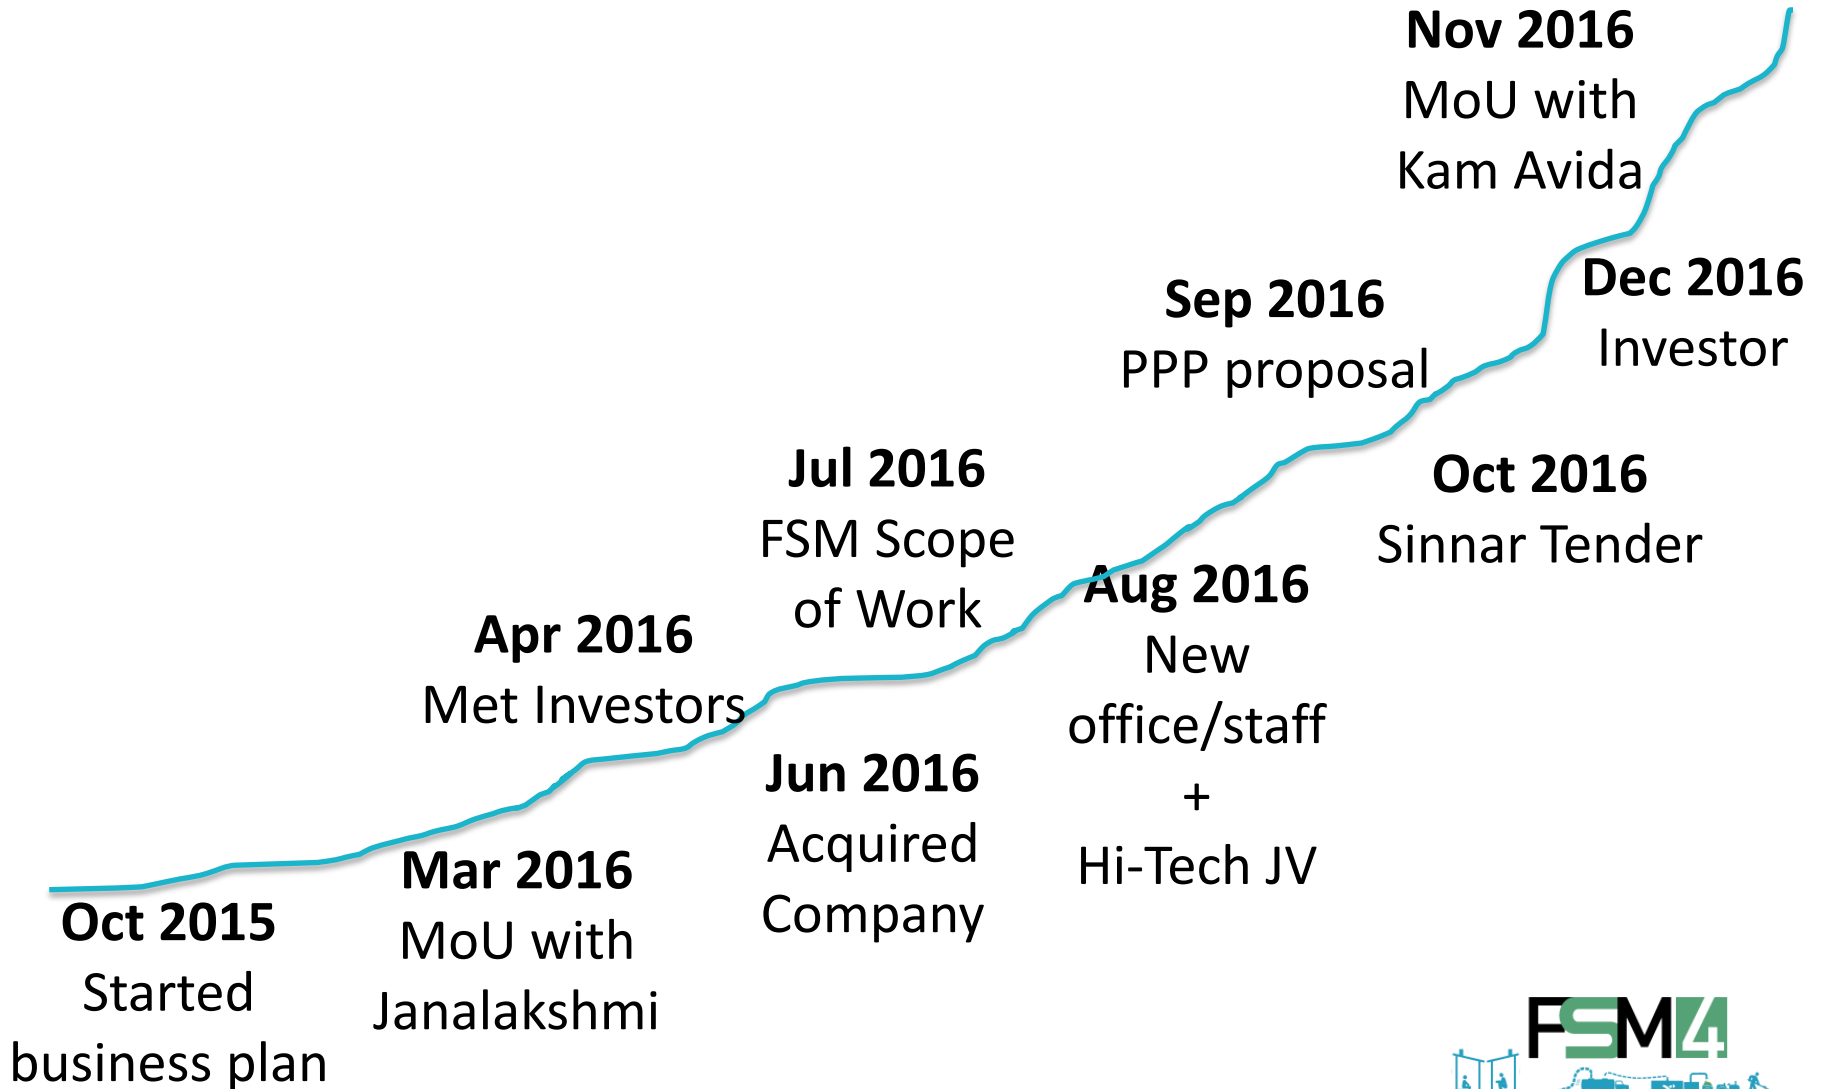 Oct 2015
Started
business plan
Mar 2016
MoU with
Janalakshmi
Apr 2016
Met Investors
Jun 2016
Acquired
Company
Jul 2016
FSM Scope
of Work
Aug 2016
New
office/staff
+
Hi-Tech JV
Sep 2016
PPP proposal
Oct 2016
Sinnar Tender
Nov 2016
MoU with
Kam Avida
Dec 2016
Investor
FSM4